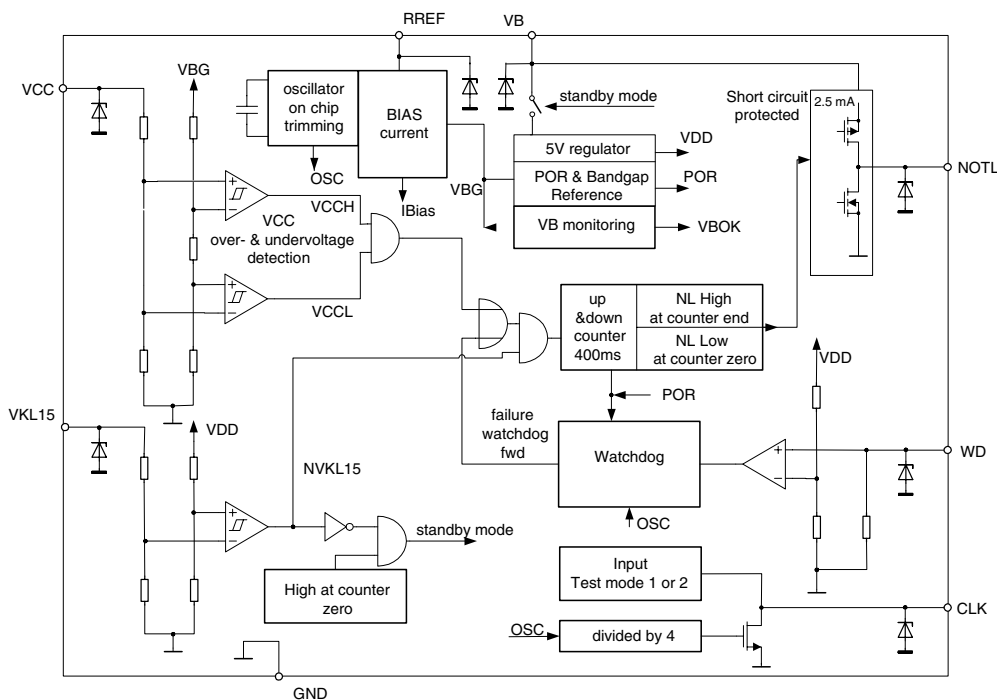 RREF
VB
VCC
VBG
oscillator
on chip
trimming
BIAS
current
standby mode
Short circuit
protected
2.5 mA
5V regulator
VDD
OSC
VBG
POR & Bandgap
Reference
POR
NOTL
IBias
VB monitoring
VBOK
+
−
VCCH
VCC
over- & undervoltage
detection
+
−
VCCL
up
&down
counter
400ms
NL High
at counter end
NL Low
at counter zero
VDD
POR
VKL15
VDD
failure
watchdog
fwd
Watchdog
+
−
WD
NVKL15
+
−
standby mode
OSC
High at counter
zero
Input
Test mode 1 or 2
CLK
OSC
divided by 4
GND